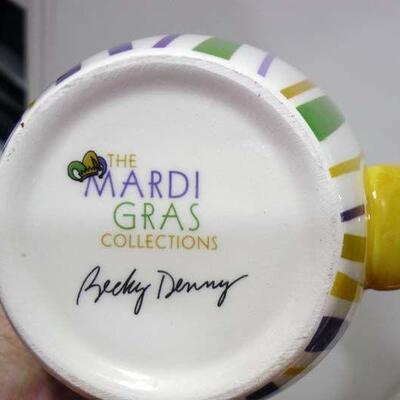 THE
MARDI
GRAS
COLLECTIONS
Becky Denny